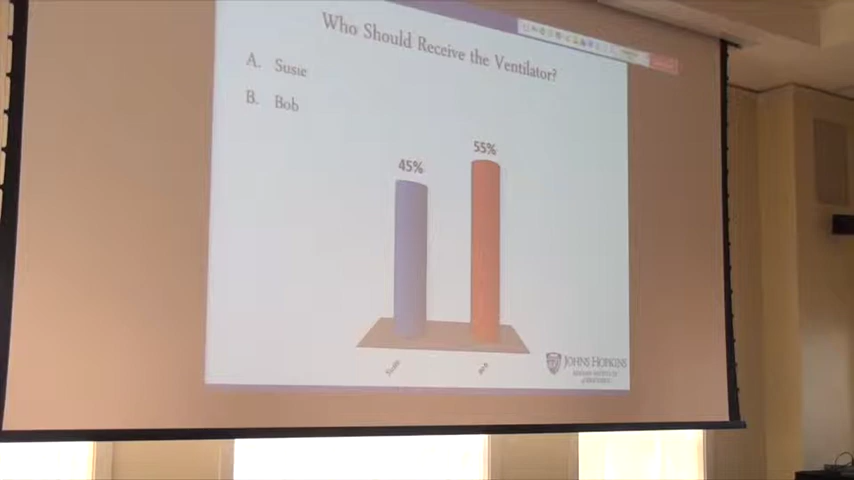 Who Should Receive the Ventilator?
A. Susie
B. Bob
45%
55%
Susie
Bob
JOHNS HOPKINS